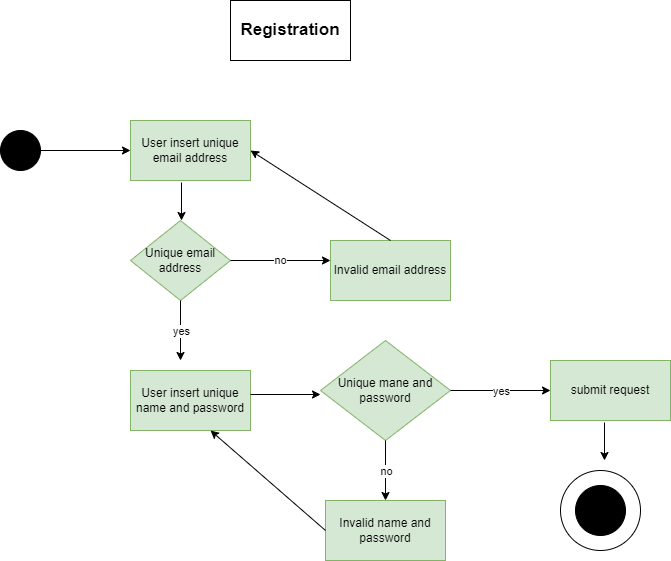 Registration
User insert unique
email address
Unique email
address
no
Invalid email address
yes
User insert unique
name and password
Unique mane and
password
yes
submit request
no
Invalid name and
password